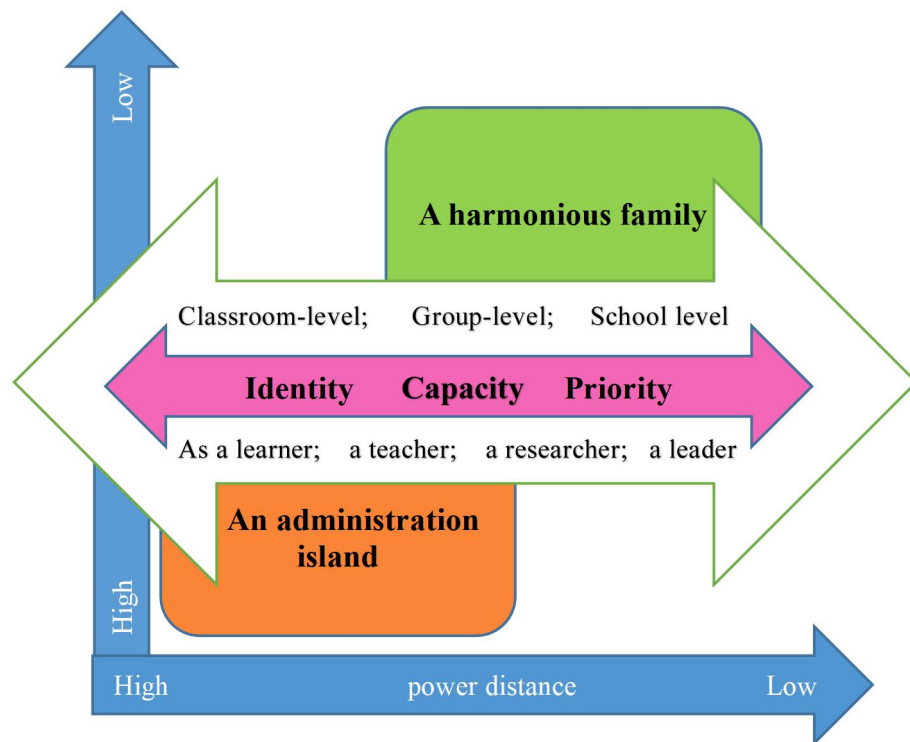 Low
A harmonious family
Classroom-level; Group-level; School level
Identity Capacity Priority
As a learner; a teacher; a researcher; a leader
An administration
island
High
High power distance Low